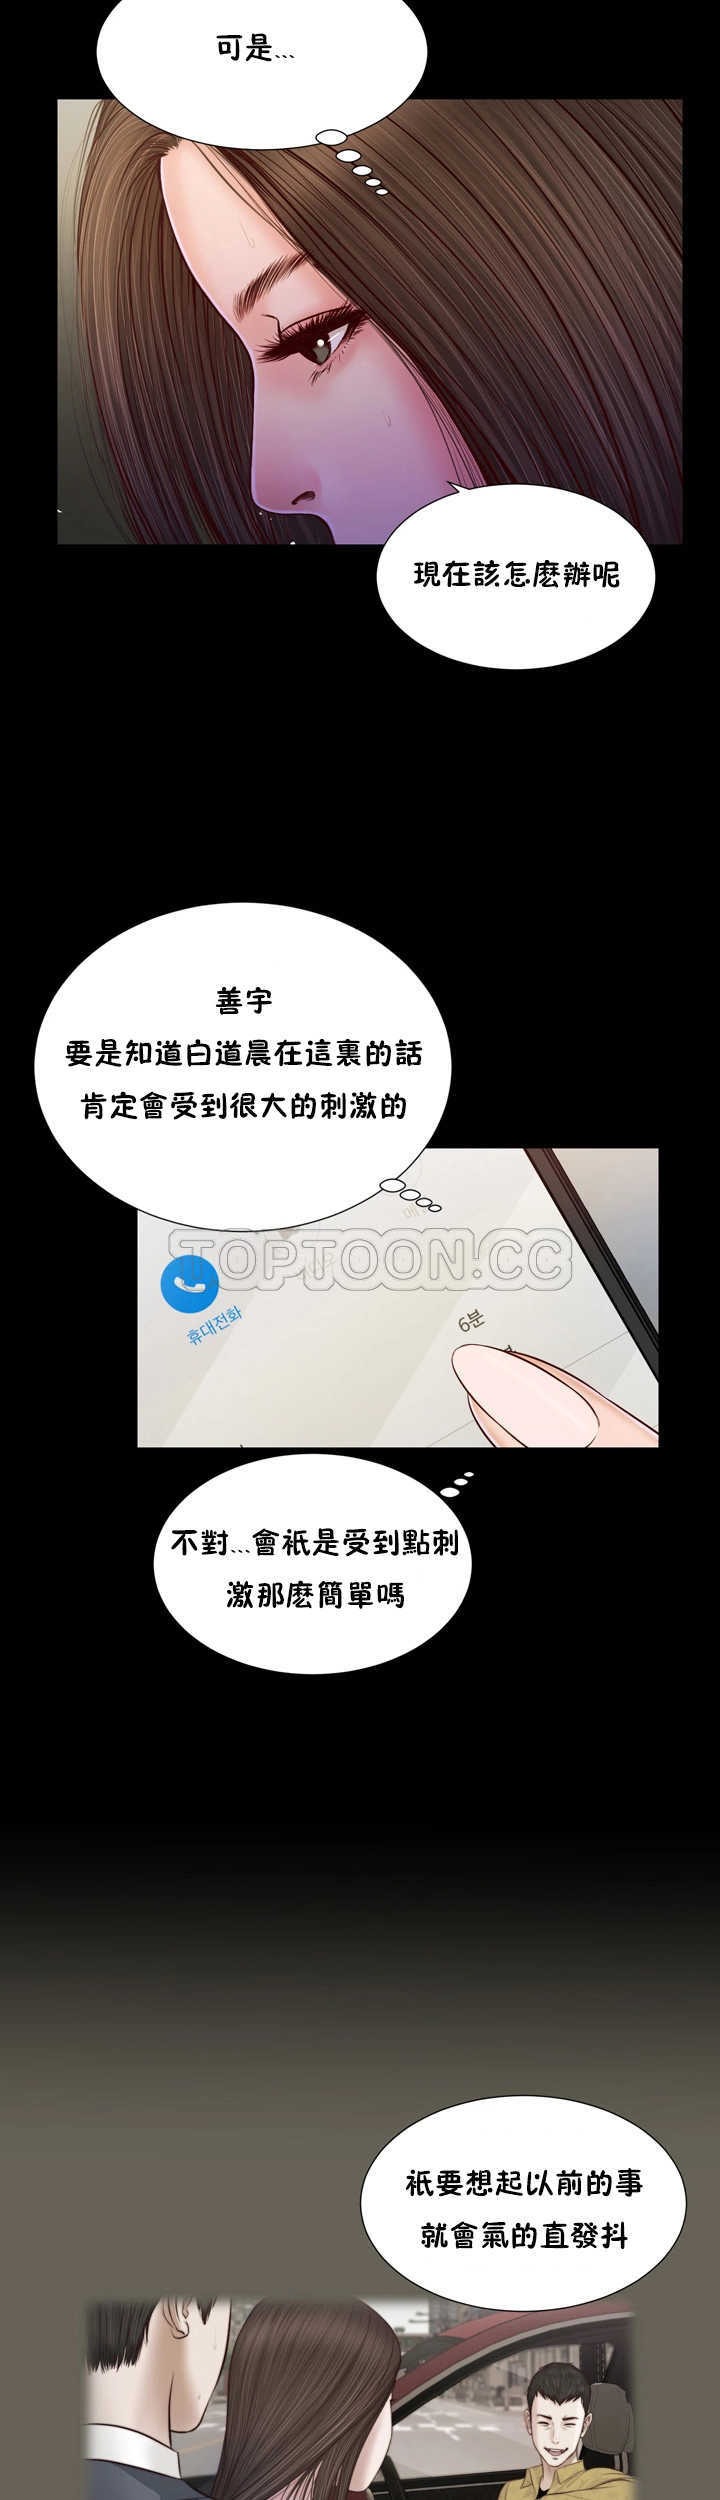 可是...
現在該怎麼辦呢
善宇
要是知道白道晨在這裏的話
肯定會受到很大的刺激的
메
TOPTOON.CC
휴대전화
6분
不對...會祇是受到點刺
激那麼簡單嗎
祇要想起以前的事
就會氣的直發抖